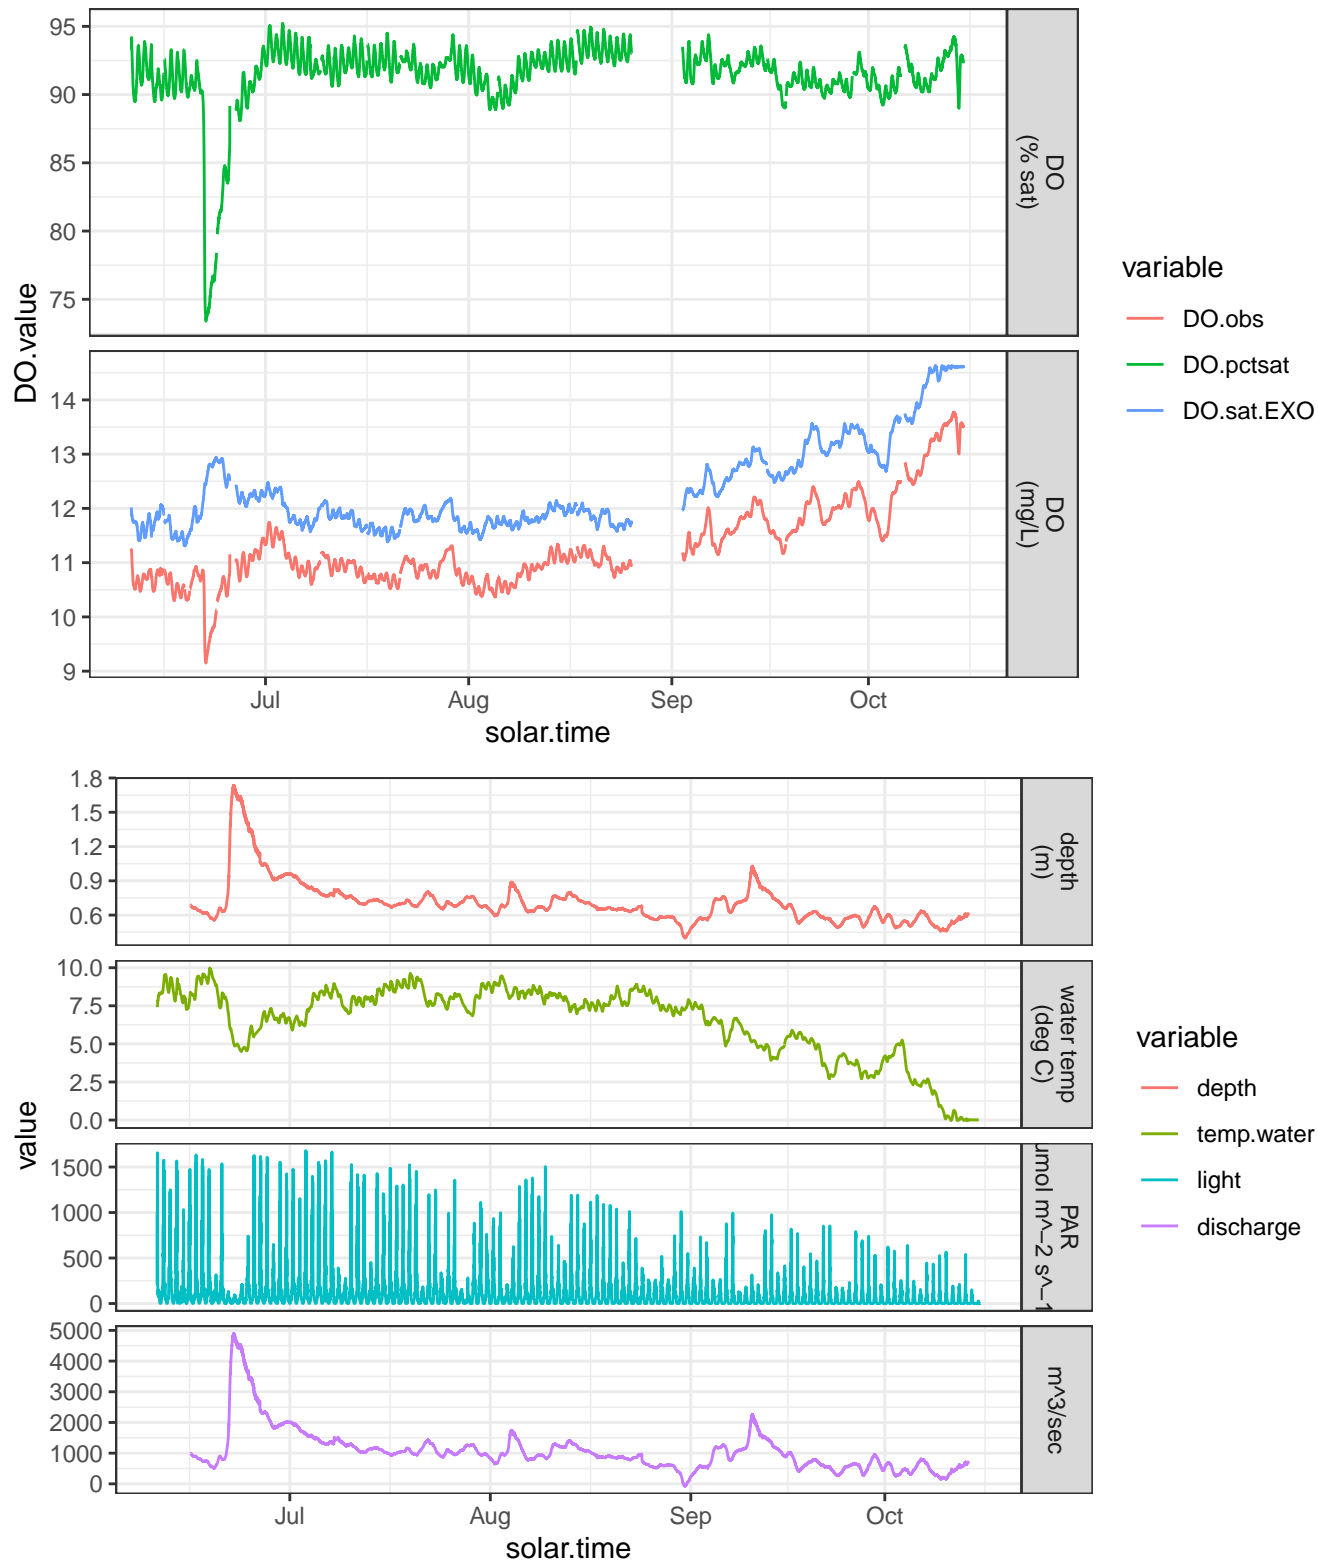 95
90
85
80
75
DO
(% sat)
DO.value
14
13
12
11
10
9
DO
(mg/L)
Jul
Aug
Sep
Oct
solar.time
variable
DO.obs
DO.pctsat
DO.sat.EXO
1.8
1.5
1.2
0.9
0.6
depth
(m)
10.0
7.5
5.0
2.5
0.0
water temp
(deg C)
value
1500
1000
500
0
PAR
umol m^-2 s^-1
5000
4000
3000
2000
1000
0
m^3/sec
Jul
Aug
Sep
Oct
solar.time
variable
depth
temp.water
light
discharge